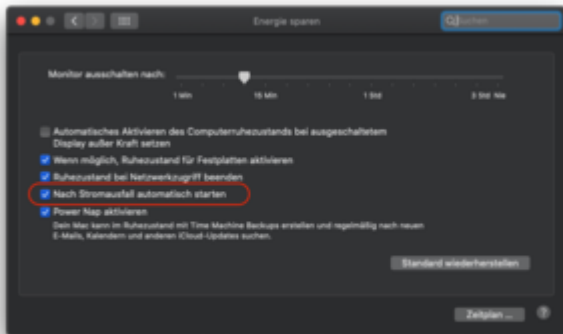 Energie sparen
Suchen
Monitor ausschalten nach:
1 Min 15 Min 1 Std 3 Std Nie
Automatisches Aktivieren des Computerruhezustands bei ausgeschaltetem
Display außer Kraft setzen
Wenn möglich, Ruhezustand für Festplatten aktivieren
Ruhezustand bei Netzwerkzugriff beenden
Nach Stromausfall automatisch starten
Power Nap aktivieren
Dein Mac kann im Ruhezustand mit Time Machine Backups erstellen und regelmäßig nach neuen
E-Mails, Kalendern und anderen iCloud-Updates suchen.
Standard wiederherstellen
Zeitplan ... ?